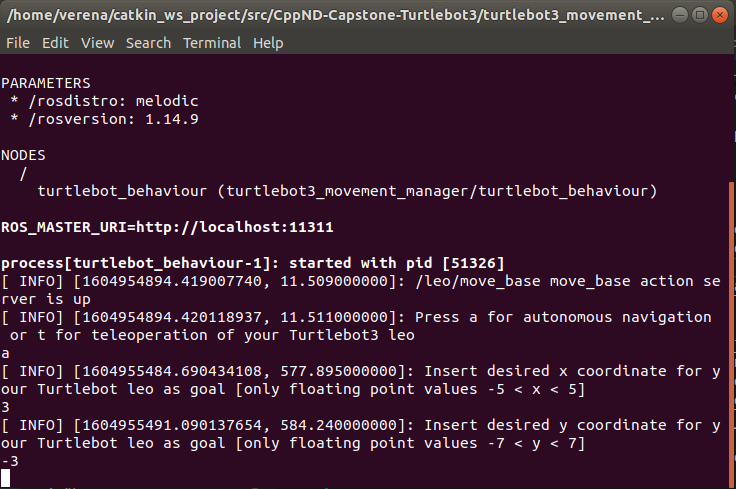 /home/verena/catkin_ws_project/src/CppND-Capstone-Turtlebot3/turtlebot3_movement_...
File Edit View Search Terminal Help
PARAMETERS
 * /rosdistro: melodic
 * /rosversion: 1.14.9
NODES
  /
    turtlebot_behaviour (turtlebot3_movement_manager/turtlebot_behaviour)
ROS_MASTER_URI=http://localhost:11311
process[turtlebot_behaviour-1]: started with pid [51326]
[ INFO] [1604954894.419007740, 11.509000000]: /leo/move_base move_base action se
rver is up
[ INFO] [1604954894.420118937, 11.511000000]: Press a for autonomous navigation
 or t for teleoperation of your Turtlebot3 leo
a
[ INFO] [1604955484.690434108, 577.895000000]: Insert desired x coordinate for y
our Turtlebot leo as goal [only floating point values -5 < x < 5]
3
[ INFO] [1604955491.090137654, 584.240000000]: Insert desired y coordinate for y
our Turtlebot leo as goal [only floating point values -7 < y < 7]
-3